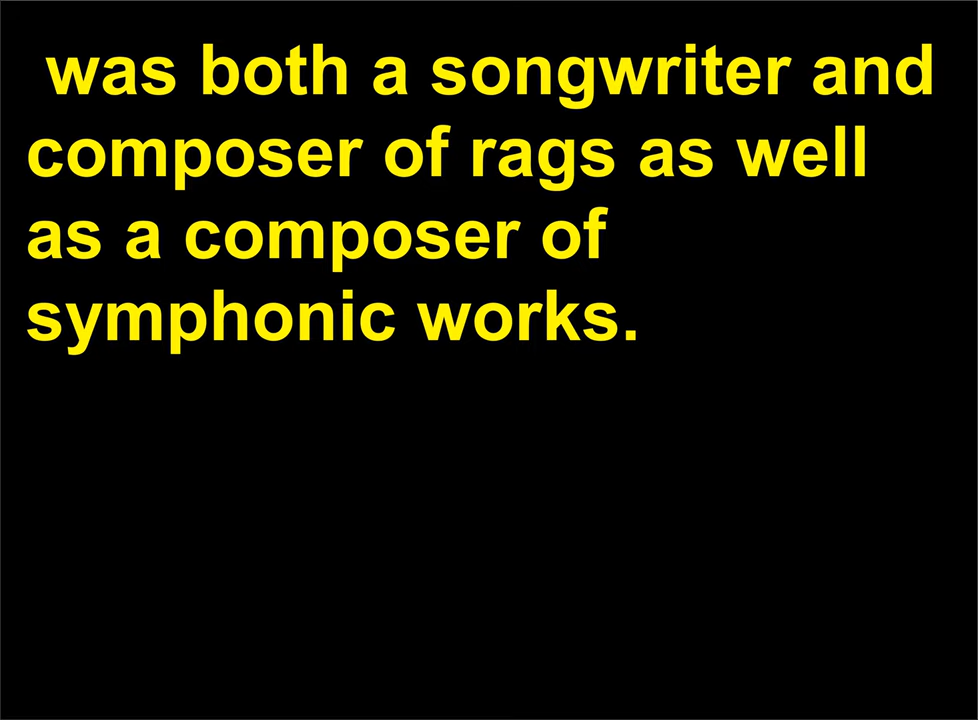 was both a songwriter and
composer of rags as well
as a composer of
symphonic works.